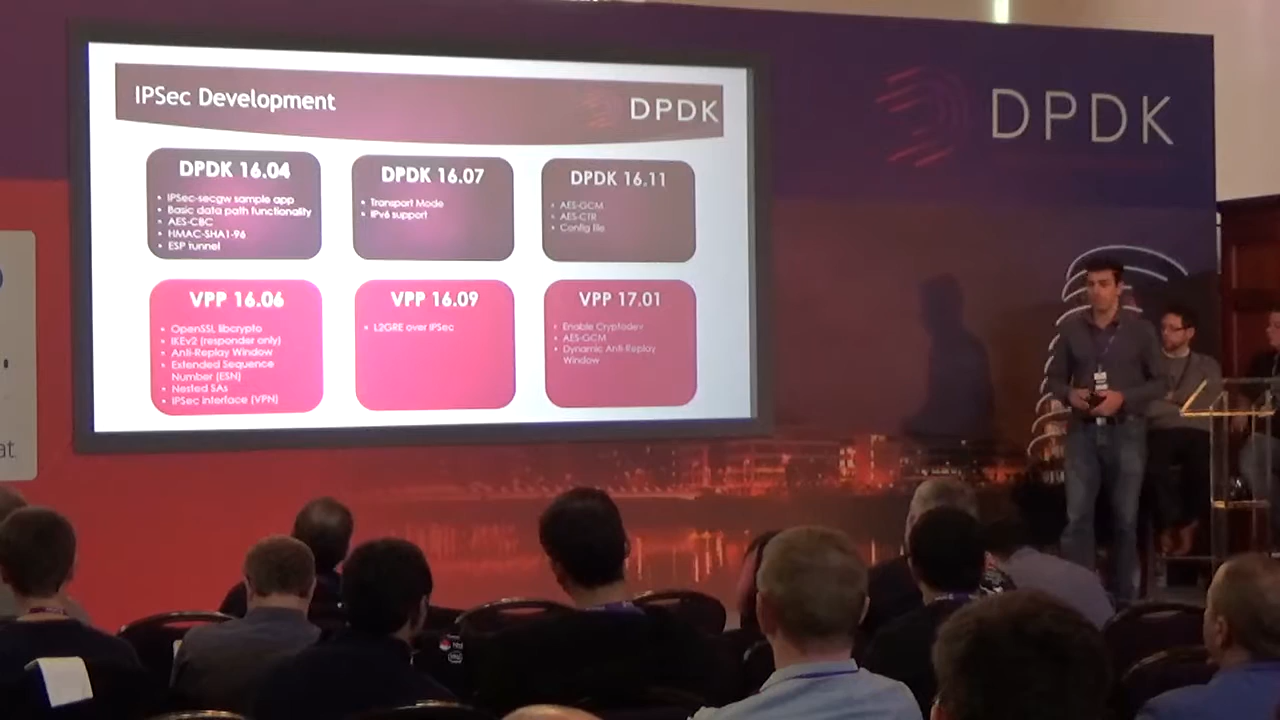 IPSec Development
DPDK
DPDK
DPDK 16.04
• IPSec-secgw sample app
• Basic data path functionality
• AES-CBC
• HMAC-SHA1-96
• ESP tunnel
DPDK 16.07
• Transport Mode
• IPv6 support
DPDK 16.11
• AES-GCM
• AES-CTR
• Config file
VPP 16.06
• OpenSSL libcrypto
• IKEv2 (responder only)
• Anti-Replay Window
• Extended Sequence
Number (ESN)
• Nested SAs
• IPSec Interface (VPN)
VPP 16.09
• L2GRE over IPSec
VPP 17.01
• Enable Cryptodev
• AES-GCM
• Dynamic Anti-Replay
Window
at